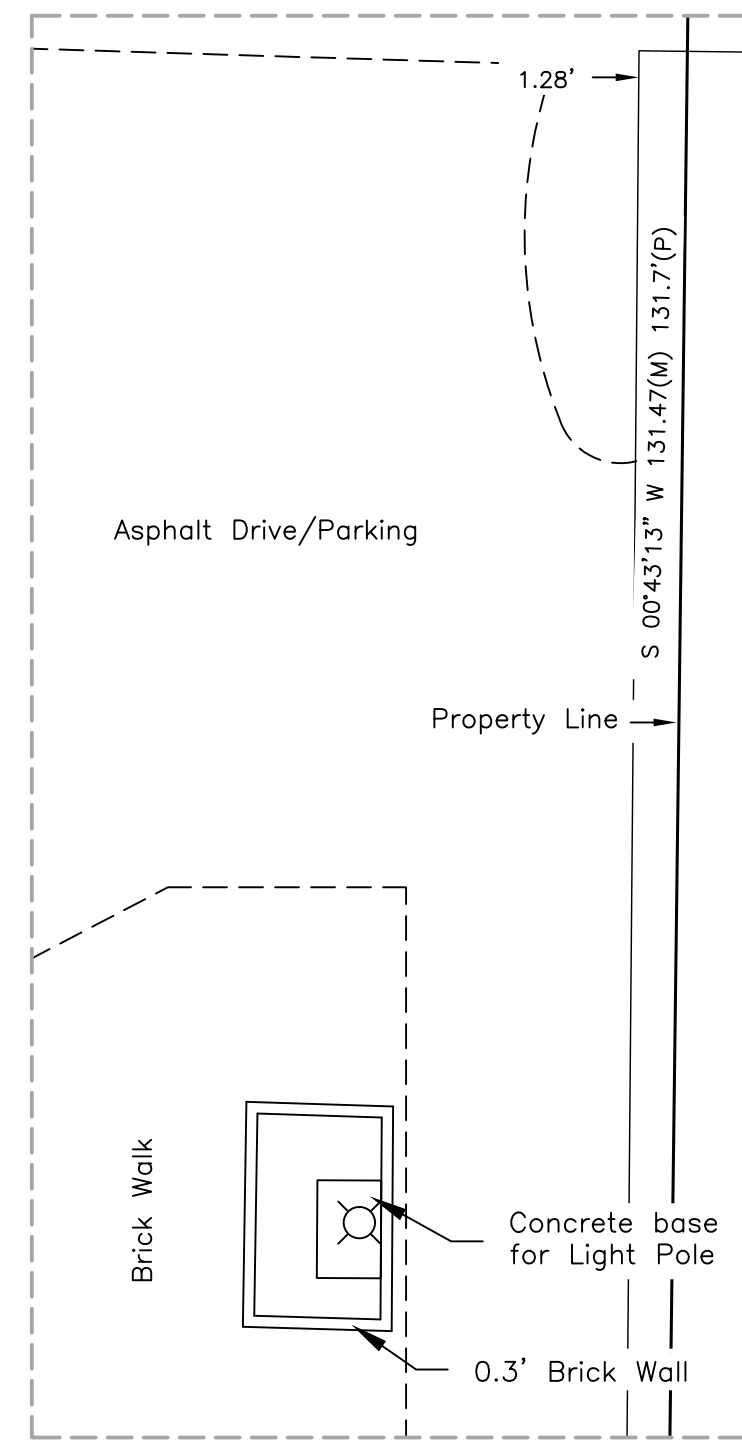 1.28'
S 00°43'13" W 131.47(M) 131.7'(P)
Asphalt Drive/Parking
Property Line
Brick Walk
Concrete base
for Light Pole
0.3' Brick Wall